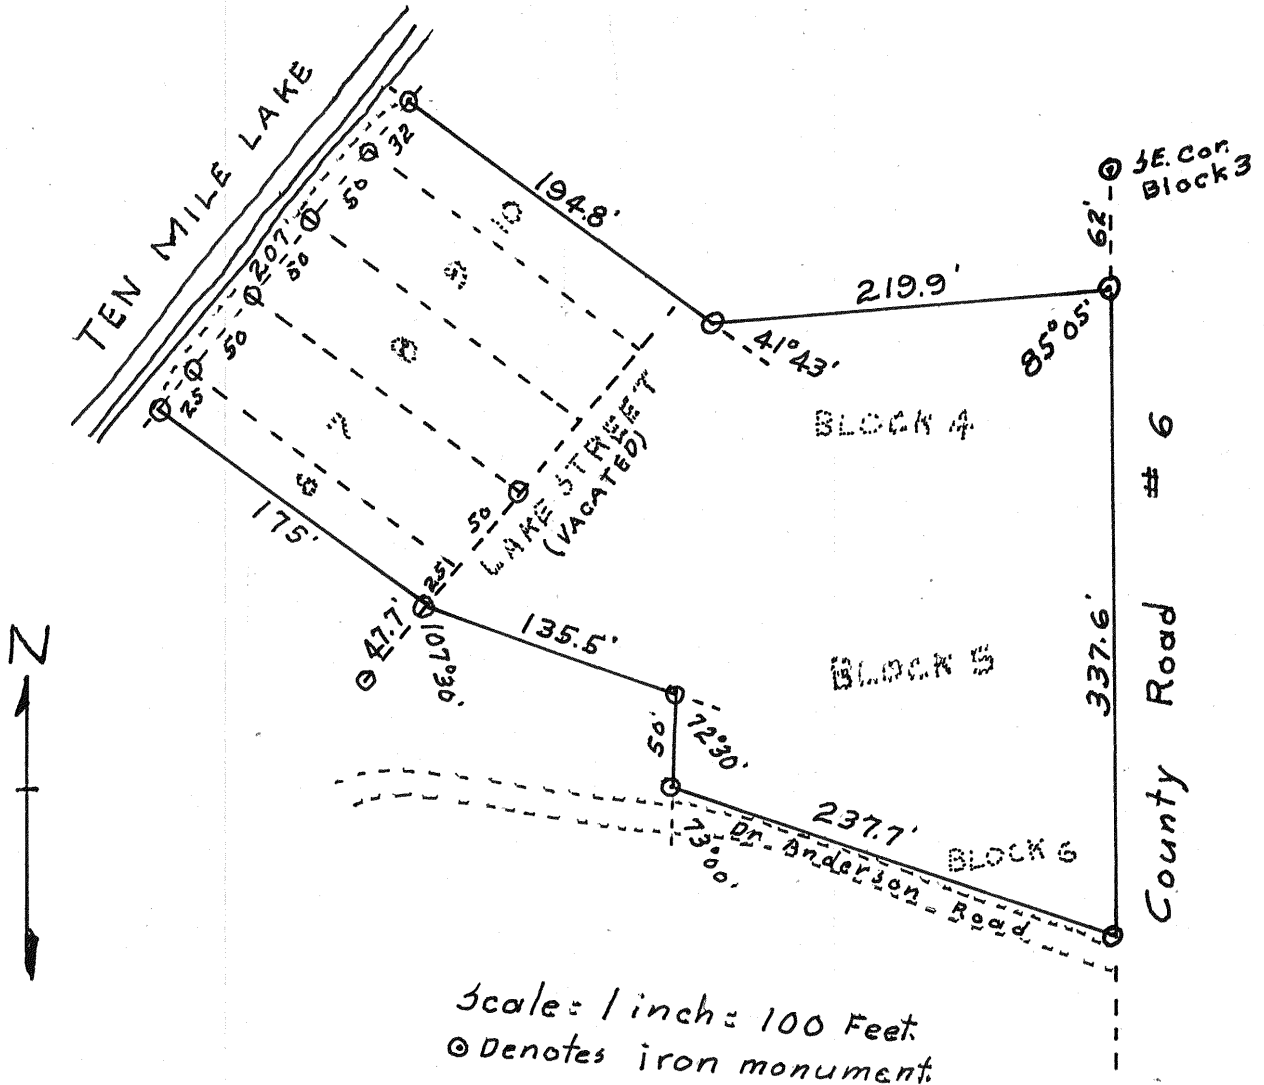 TEN MILE LAKE
32
50
207'
50
50
25
10
9
8
7
6
194.8'
SE. Cor.
Block 3
62'
219.9'
85°05'
41°43'
BLOCK 4
# 6
County Road
LAKE STREET
(VACATED)
50
25
175'
47.7'
107°30'
135.5'
BLOCK 5
337.6'
50'
72°30'
237.7'
73°00'
Dr. Anderson Road
BLOCK 6
N
Scale = 1 inch = 100 Feet.
⊙ Denotes iron monument.